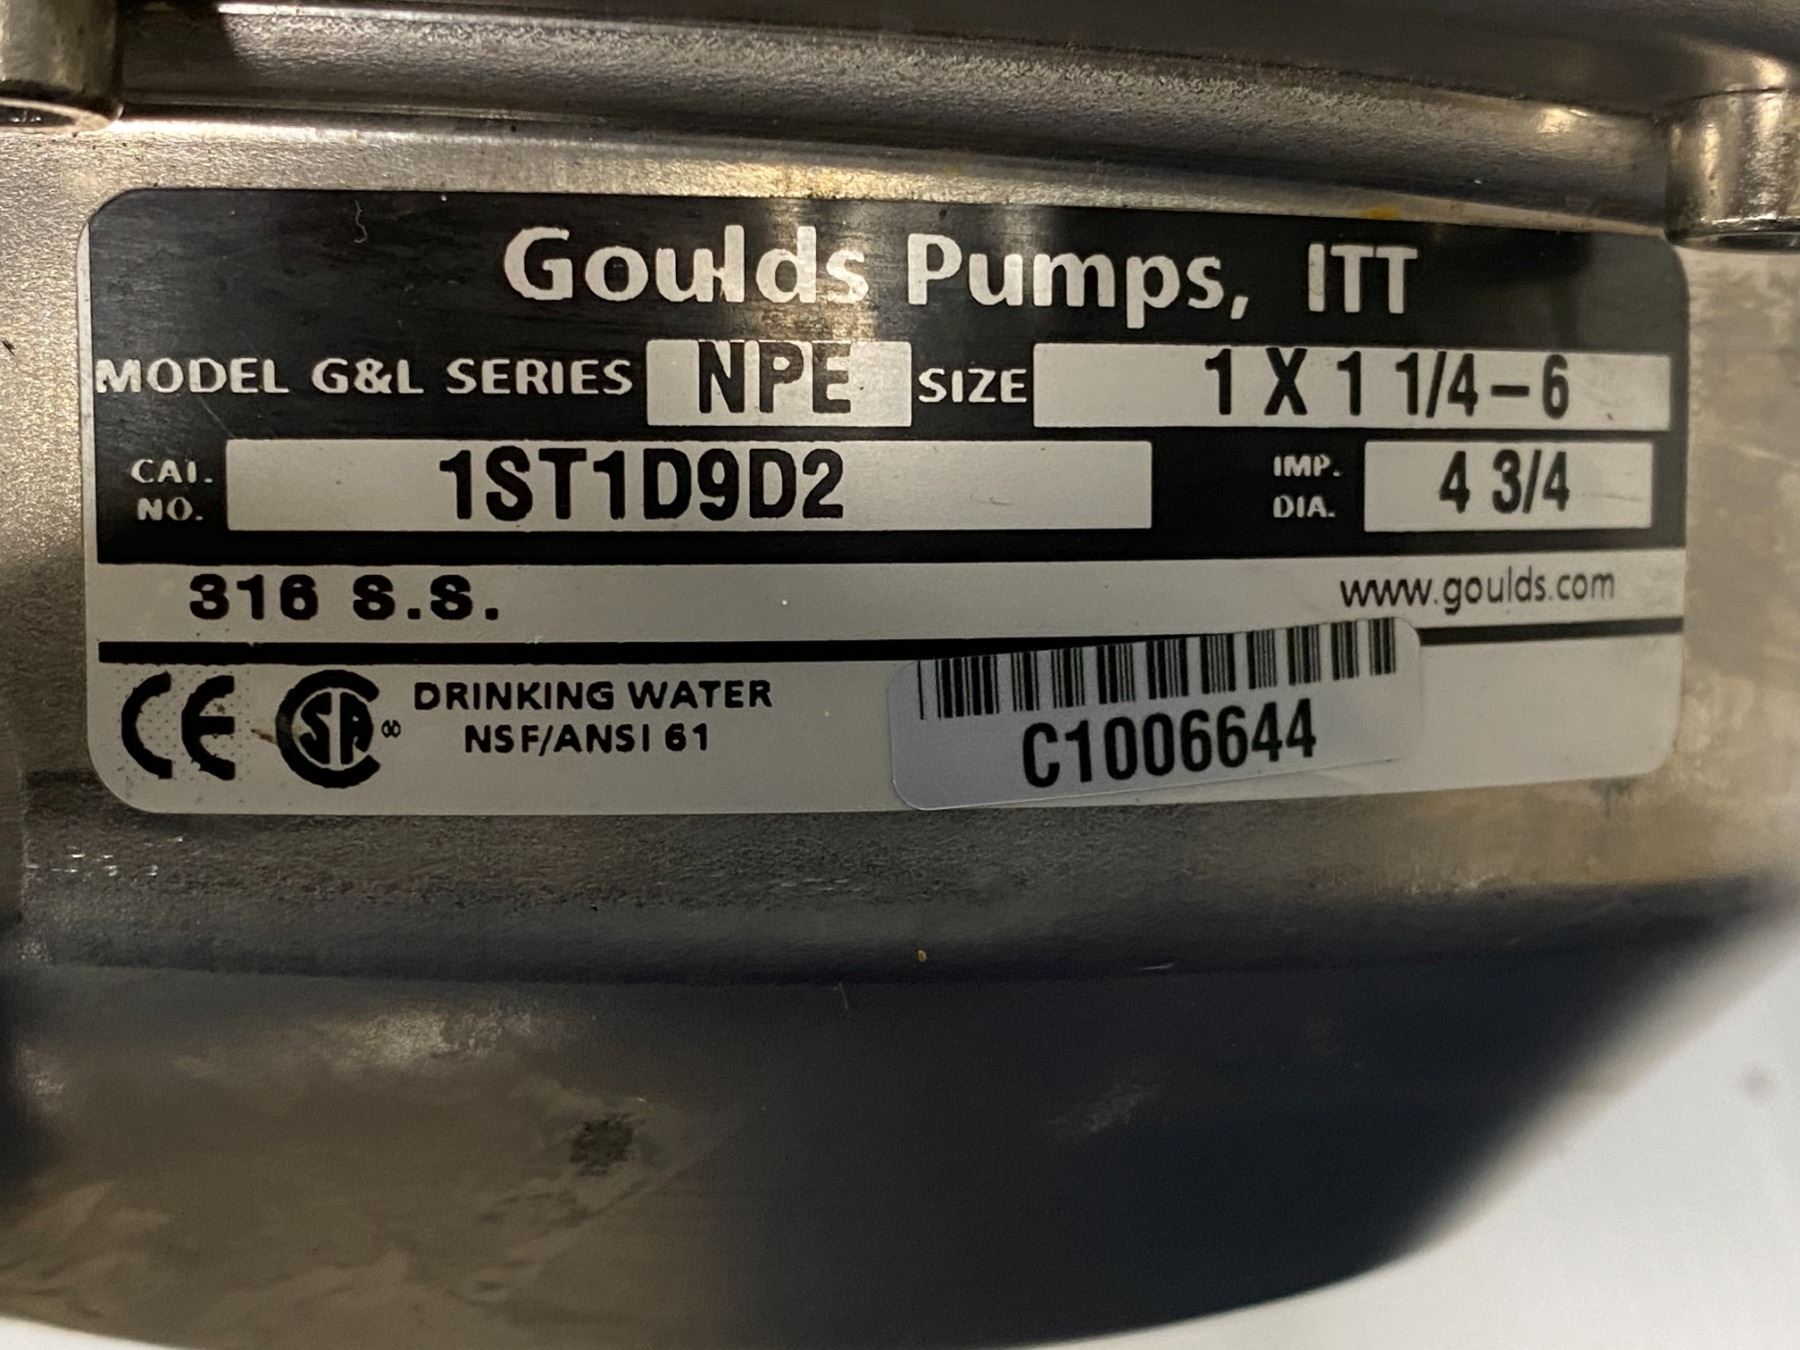 Goulds Pumps, ITT
MODEL G&L SERIES NPE SIZE 1 X 1 1/4-6
CAT. NO. 1ST1D9D2 IMP. DIA. 4 3/4
316 S.S. www.goulds.com
CE SA DRINKING WATER
NSF/ANSI 61
C1006644